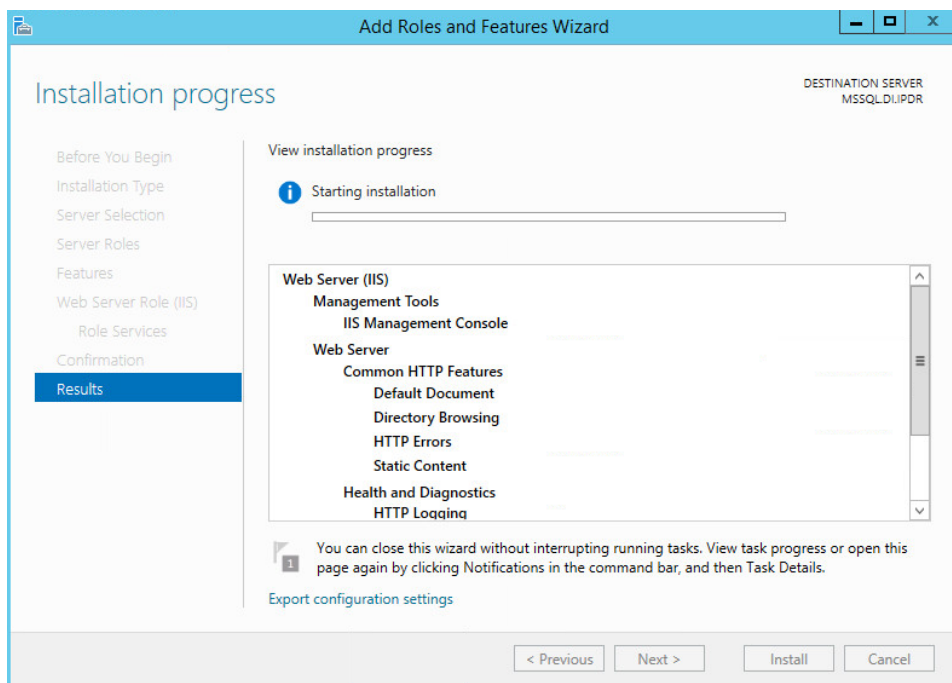 Add Roles and Features Wizard
Installation progress
DESTINATION SERVER
MSSQL.DI.IPDR
Before You Begin
Installation Type
Server Selection
Server Roles
Features
Web Server Role (IIS)
Role Services
Confirmation
Results
View installation progress
Starting installation
Web Server (IIS)
Management Tools
IIS Management Console
Web Server
Common HTTP Features
Default Document
Directory Browsing
HTTP Errors
Static Content
Health and Diagnostics
HTTP Logging
1
You can close this wizard without interrupting running tasks. View task progress or open this
page again by clicking Notifications in the command bar, and then Task Details.
Export configuration settings
< Previous
Next >
Install
Cancel